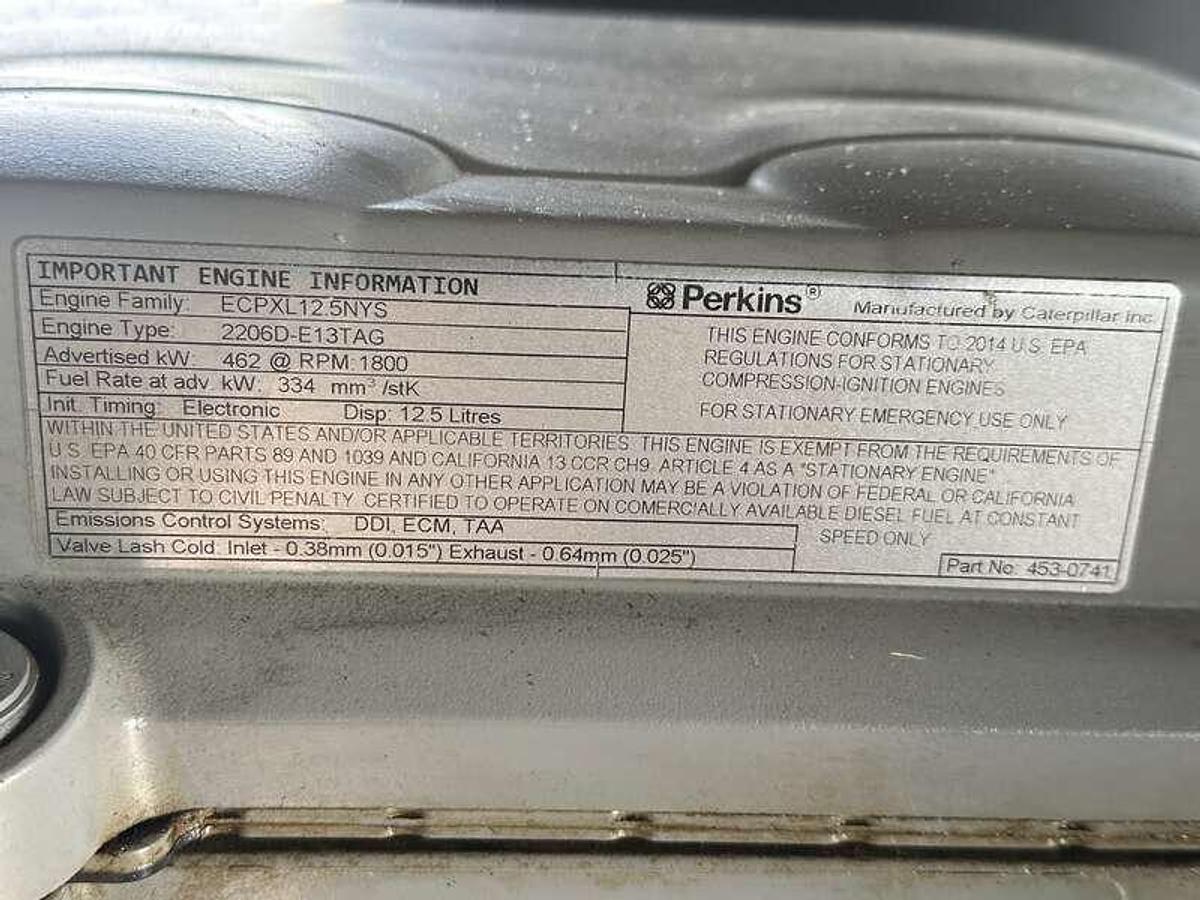 IMPORTANT ENGINE INFORMATION
Engine Family: ECPXL12.5NYS
Engine Type: 2206D-E13TAG
Advertised kW: 462 @ RPM: 1800
Fuel Rate at adv. kW: 334 mm³ /stK
Init. Timing: Electronic Disp: 12.5 Litres
Perkins® Manufactured by Caterpillar Inc.
THIS ENGINE CONFORMS TO 2014 U.S. EPA
REGULATIONS FOR STATIONARY
COMPRESSION-IGNITION ENGINES
FOR STATIONARY EMERGENCY USE ONLY
WITHIN THE UNITED STATES AND/OR APPLICABLE TERRITORIES. THIS ENGINE IS EXEMPT FROM THE REQUIREMENTS OF
U.S. EPA 40 CFR PARTS 89 AND 1039 AND CALIFORNIA 13 CCR CH9. ARTICLE 4 AS A "STATIONARY ENGINE"
INSTALLING OR USING THIS ENGINE IN ANY OTHER APPLICATION MAY BE A VIOLATION OF FEDERAL OR CALIFORNIA
LAW SUBJECT TO CIVIL PENALTY. CERTIFIED TO OPERATE ON COMERCIALLY AVAILABLE DIESEL FUEL AT CONSTANT
SPEED ONLY
Emissions Control Systems: DDI, ECM, TAA
Valve Lash Cold: Inlet - 0.38mm (0.015") Exhaust - 0.64mm (0.025")
Part No: 453-0741